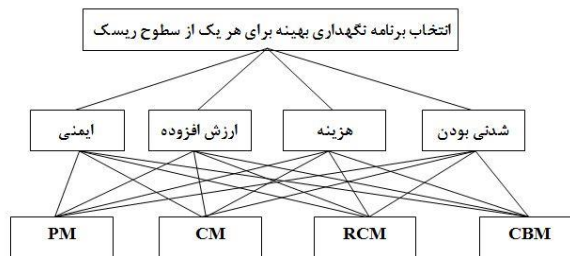 انتخاب برنامه نگهداری بهینه برای هر یک از سطوح ریسک
شدنی بودن
هزینه
ارزش افزوده
ایمنی
PM
CM
RCM
CBM